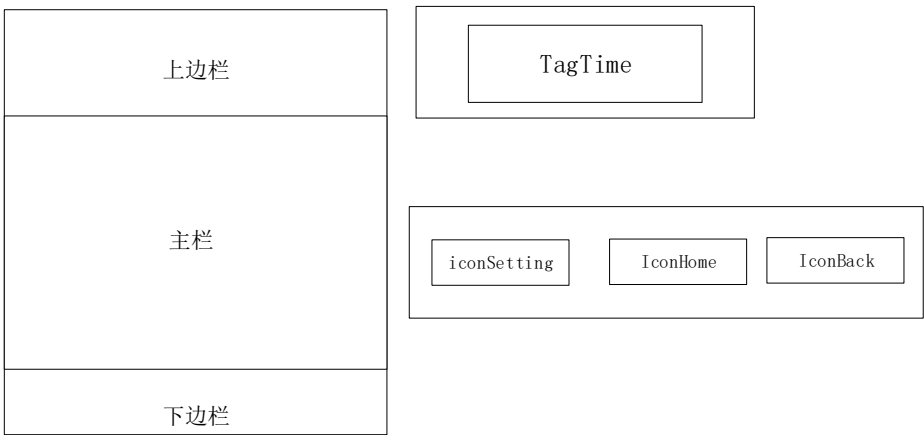 上边栏
TagTime
主栏
iconSetting
IconHome
IconBack
下边栏